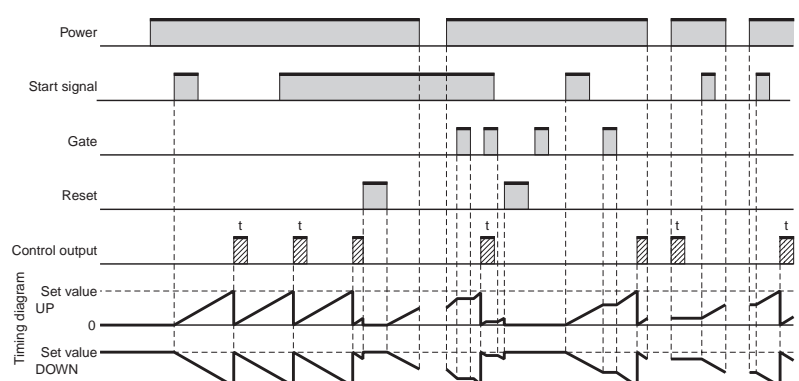 Power
Start signal
Gate
Reset
t t t t t
Control output
Timing diagram
Set value
UP
0
Set value
DOWN